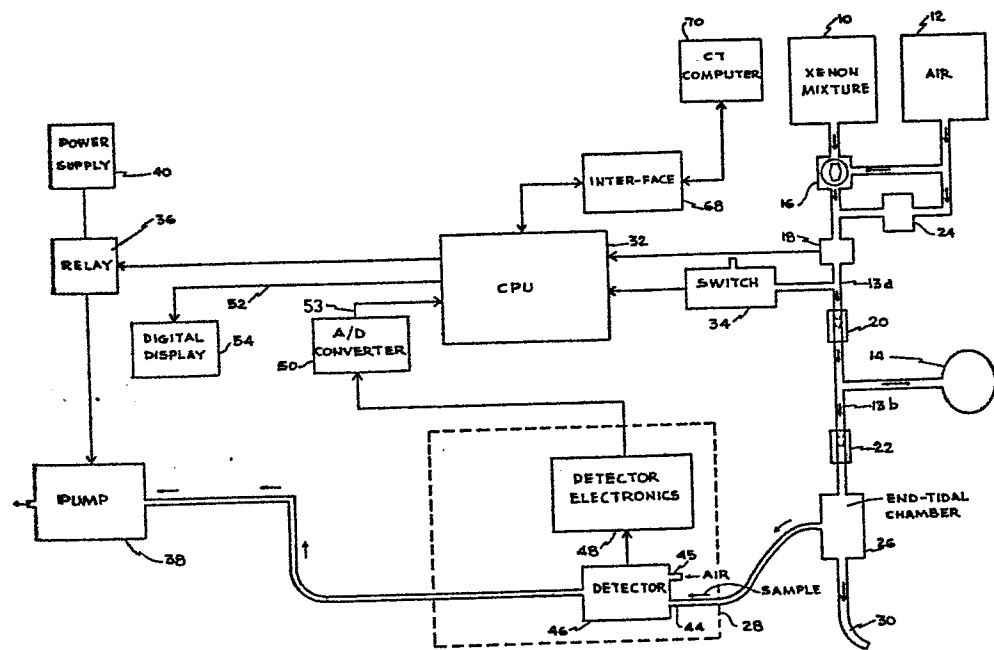 70
10
12
CT
COMPUTER
XENON
MIXTURE
AIR
POWER
SUPPLY
40
INTER-FACE
68
16
24
36
RELAY
32
18
CPU
SWITCH
34
13a
52
53
DIGITAL
DISPLAY
54
A/D
CONVERTER
50
20
14
13b
22
DETECTOR
ELECTRONICS
48
PUMP
38
END-TIDAL
CHAMBER
26
45
AIR
DETECTOR
SAMPLE
46
44
28
30